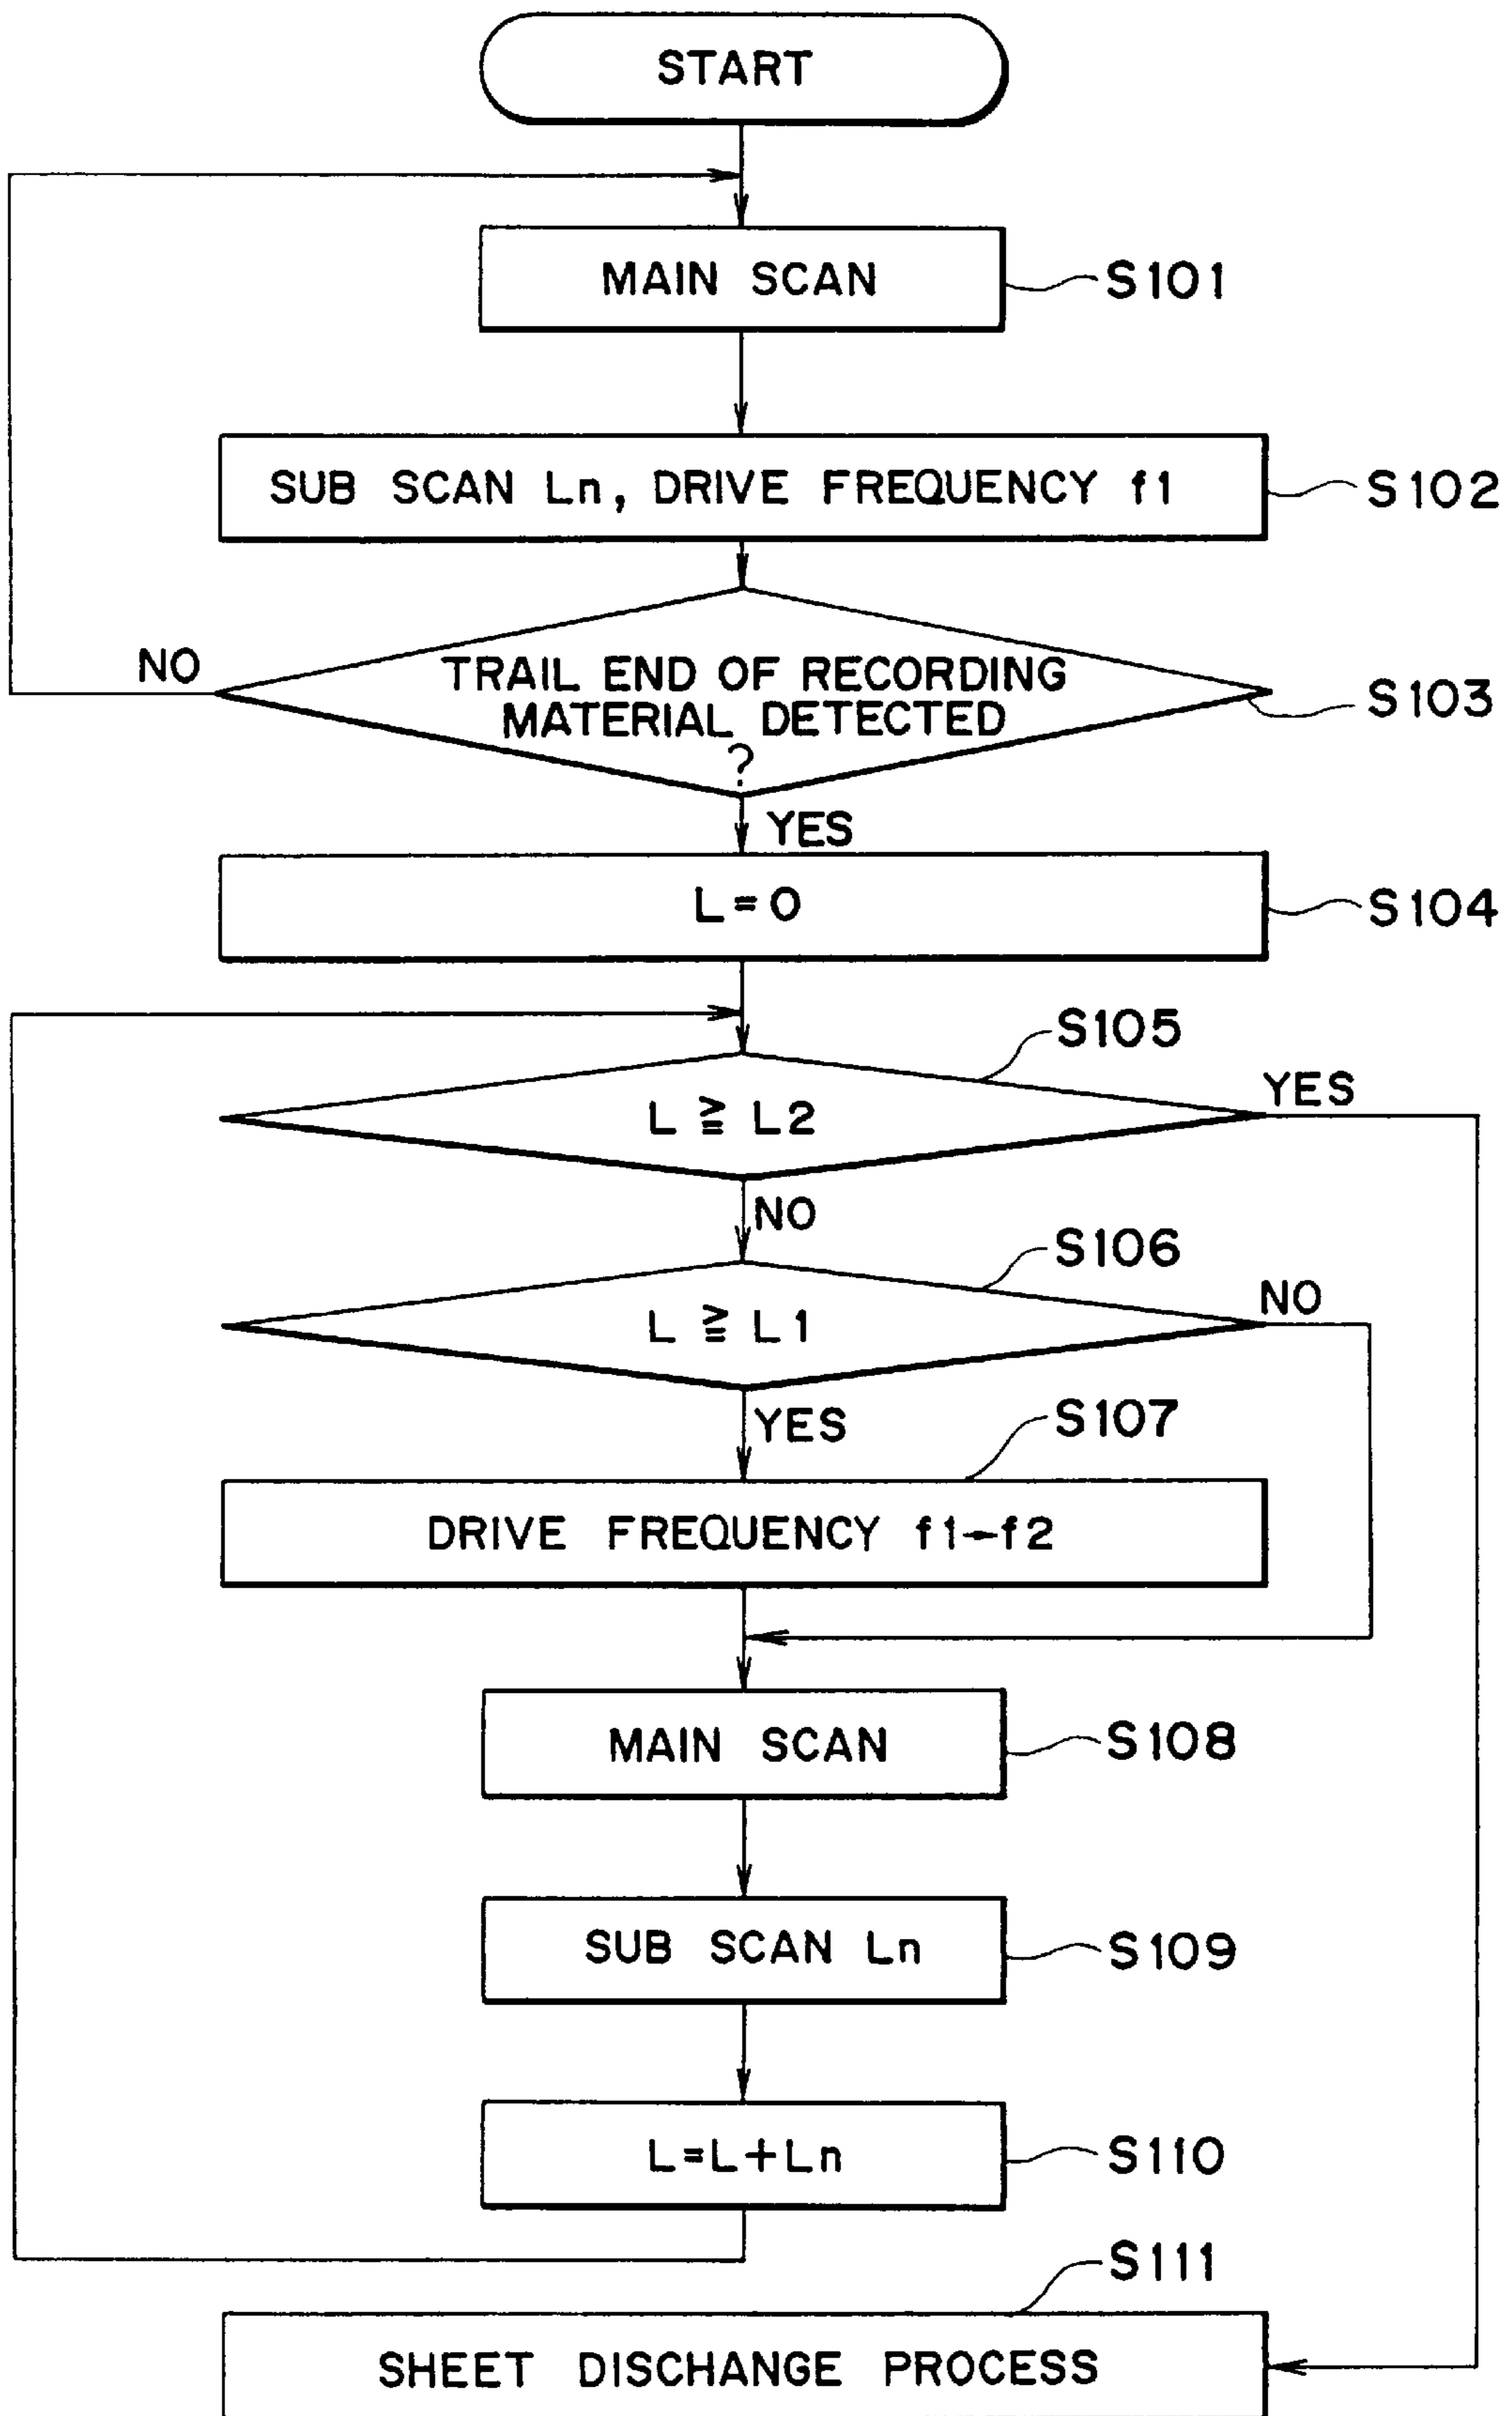 START
MAIN SCAN
S101
SUB SCAN Ln, DRIVE FREQUENCY f1
S102
NO
TRAIL END OF RECORDING
MATERIAL DETECTED
?
S103
YES
L=0
S104
S105
L ≧ L2
YES
NO
S106
L ≧ L1
NO
YES
S107
DRIVE FREQUENCY f1→f2
MAIN SCAN
S108
SUB SCAN Ln
S109
L=L+Ln
S110
S111
SHEET DISCHANGE PROCESS